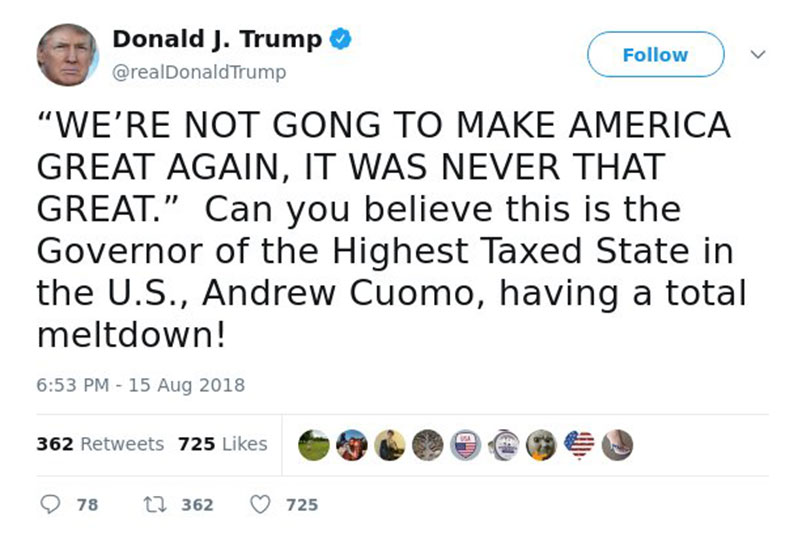 Donald J. Trump
@realDonaldTrump
Follow
“WE’RE NOT GONG TO MAKE AMERICA
GREAT AGAIN, IT WAS NEVER THAT
GREAT.”  Can you believe this is the
Governor of the Highest Taxed State in
the U.S., Andrew Cuomo, having a total
meltdown!
6:53 PM - 15 Aug 2018
362 Retweets 725 Likes
78 362 725